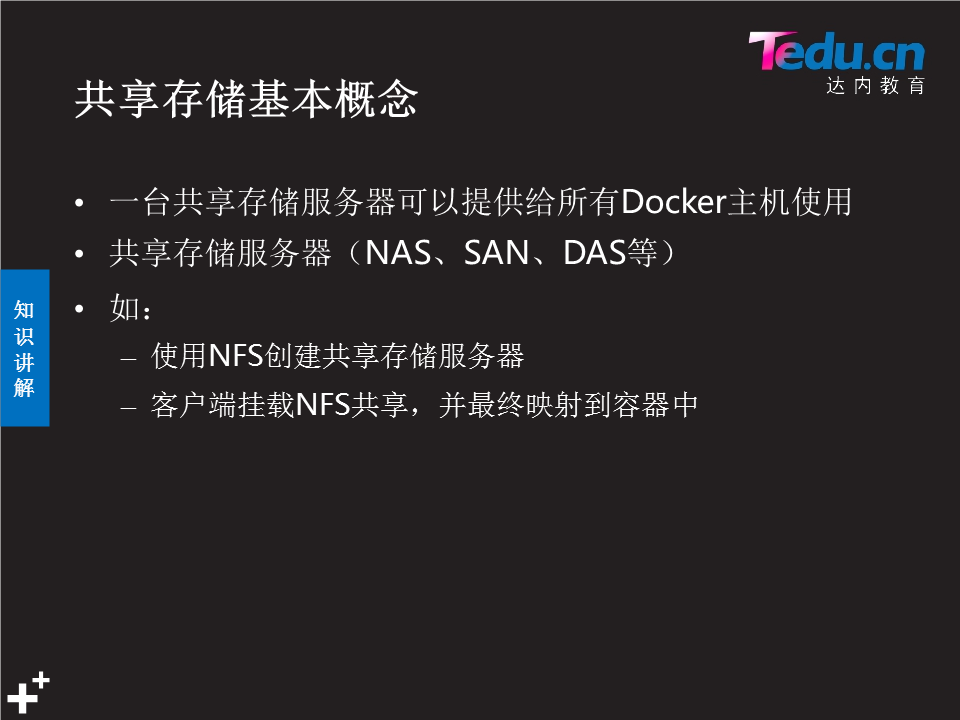 Tedu.cn
达内教育
共享存储基本概念
• 一台共享存储服务器可以提供给所有Docker主机使用
• 共享存储服务器（NAS、SAN、DAS等）
• 如：
– 使用NFS创建共享存储服务器
– 客户端挂载NFS共享，并最终映射到容器中
知
识
讲
解